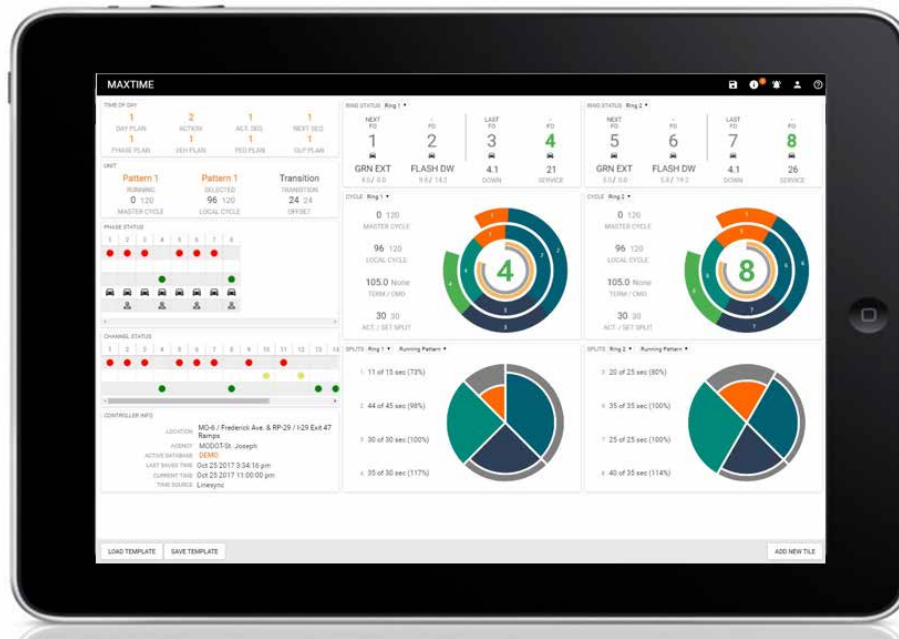 MAXTIME
TIME OF DAY
1 2 1 1
DAY PLAN ACTION ACT. SEQ NEXT SEQ
1 1 1 1
PHASE PLAN VEH PLAN PED PLAN OLP PLAN
UNIT
Pattern 1 Pattern 1 Transition
RUNNING SELECTED TRANSITION
0 120 96 120 24 24
MASTER CYCLE LOCAL CYCLE OFFSET
PHASE STATUS
1 2 3 4 5 6 7 8
CHANNEL STATUS
1 2 3 4 5 6 7 8 9 10 11 12 13 14
CONTROLLER INFO
LOCATION MO-6 / Frederick Ave. & RP-29 / I-29 Exit 47 Ramps
AGENCY MODOT-St. Joseph
ACTIVE DATABASE DEMO
LAST SAVED TIME Oct 25 2017 3:34:16 pm
CURRENT TIME Oct 25 2017 11:00:00 pm
TIME SOURCE Linesync
RING STATUS Ring 1
NEXT - LAST -
PD PD PD PD
1 2 3 4
GRN EXT FLASH DW 4.1 21
DOWN SERVICE
CYCLE Ring 1
0 120
MASTER CYCLE
96 120
LOCAL CYCLE
105.0 None
TERM / CMD
30 30
ACT. / SET SPLIT
4
SPLITS Ring 1 Running Pattern
1 11 of 15 sec (73%)
2 44 of 45 sec (98%)
3 30 of 30 sec (100%)
4 35 of 30 sec (117%)
RING STATUS Ring 2
NEXT - LAST -
PD PD PD PD
5 6 7 8
GRN EXT FLASH DW 4.1 26
DOWN SERVICE
CYCLE Ring 2
0 120
MASTER CYCLE
96 120
LOCAL CYCLE
105.0 None
TERM / CMD
30 30
ACT. / SET SPLIT
8
SPLITS Ring 2 Running Pattern
20 of 25 sec (80%)
35 of 35 sec (100%)
7 25 of 25 sec (100%)
8 40 of 35 sec (114%)
LOAD TEMPLATE SAVE TEMPLATE ADD NEW TILE